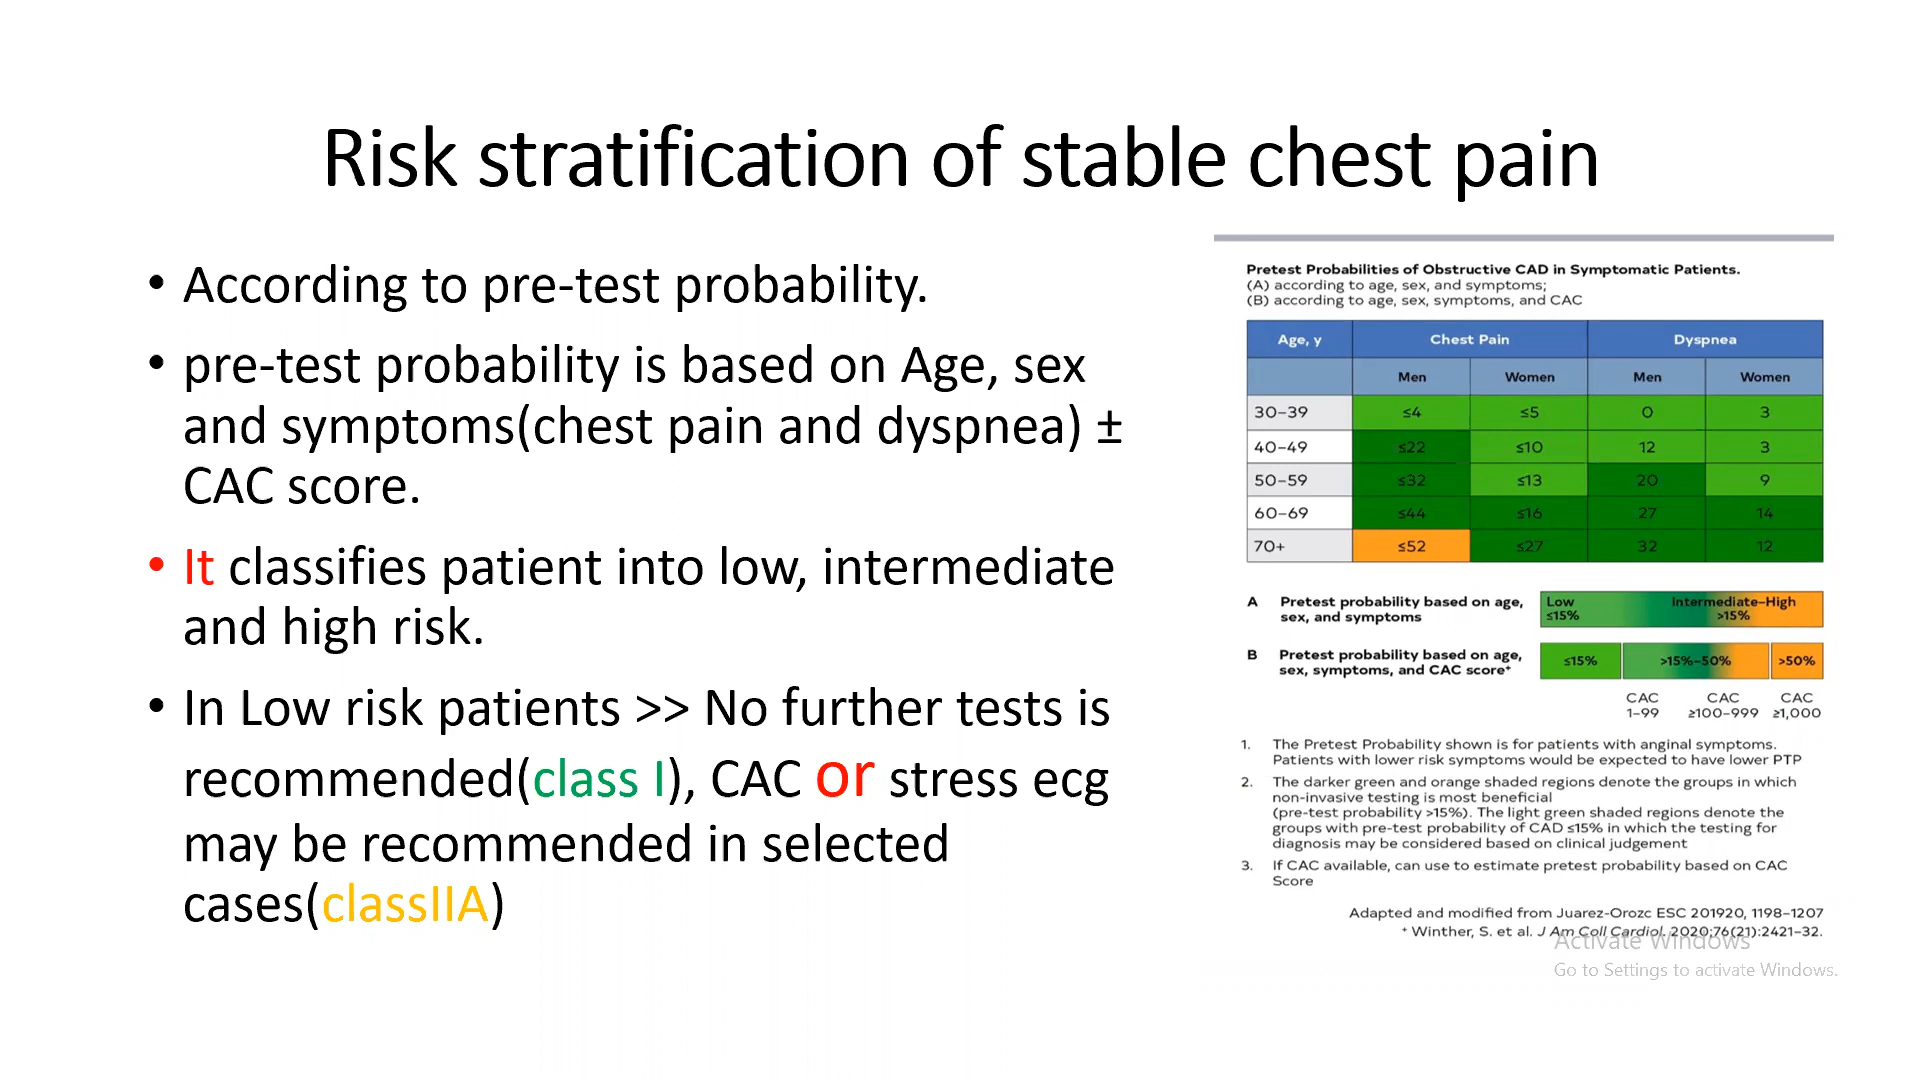 Risk stratification of stable chest pain
• According to pre-test probability.
• pre-test probability is based on Age, sex
and symptoms(chest pain and dyspnea) ±
CAC score.
• It classifies patient into low, intermediate
and high risk.
• In Low risk patients >> No further tests is
recommended(class I), CAC or stress ecg
may be recommended in selected
cases(classIIA)
Pretest Probabilities of Obstructive CAD in Symptomatic Patients.
(A) according to age, sex, and symptoms;
(B) according to age, sex, symptoms, and CAC
Age, y Chest Pain Dyspnea
Men Women Men Women
30–39 ≤4 ≤5 0 3
40–49 ≤22 ≤10 12 3
50–59 ≤32 ≤13 20 9
60–69 ≤44 ≤16 27 14
70+ ≤52 ≤27 32 12
A Pretest probability based on age,
sex, and symptoms
Low
≤15%
Intermediate–High
>15%
B Pretest probability based on age,
sex, symptoms, and CAC score+
≤15% >15%–50% >50%
CAC CAC CAC
1–99 ≥100–999 ≥1,000
1. The Pretest Probability shown is for patients with anginal symptoms.
Patients with lower risk symptoms would be expected to have lower PTP
2. The darker green and orange shaded regions denote the groups in which
non-invasive testing is most beneficial
(pre-test probability >15%). The light green shaded regions denote the
groups with pre-test probability of CAD ≤15% in which the testing for
diagnosis may be considered based on clinical judgement
3. If CAC available, can use to estimate pretest probability based on CAC
Score
Adapted and modified from Juarez-Orozc ESC 201920, 1198–1207
+ Winther, S. et al. J Am Coll Cardiol. 2020;76(21):2421–32.
Activate Windows
Go to Settings to activate Windows.